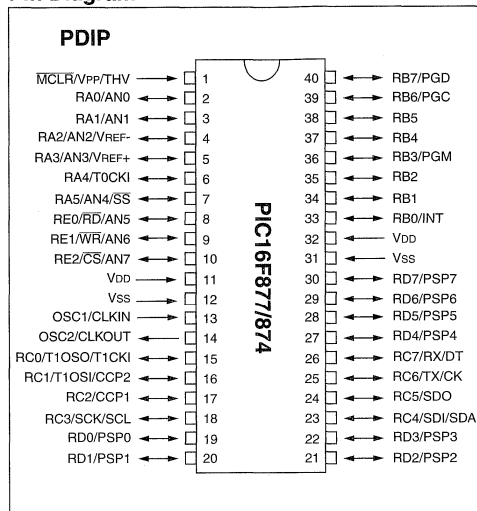 PDIP
MCLR/VPP/THV 1 40 RB7/PGD
RA0/AN0 2 39 RB6/PGC
RA1/AN1 3 38 RB5
RA2/AN2/VREF- 4 37 RB4
RA3/AN3/VREF+ 5 36 RB3/PGM
RA4/T0CKI 6 35 RB2
RA5/AN4/SS 7 34 RB1
RE0/RD/AN5 8 33 RB0/INT
RE1/WR/AN6 9 32 VDD
RE2/CS/AN7 10 31 VSS
VDD 11 30 RD7/PSP7
VSS 12 29 RD6/PSP6
OSC1/CLKIN 13 28 RD5/PSP5
OSC2/CLKOUT 14 27 RD4/PSP4
RC0/T1OSO/T1CKI 15 26 RC7/RX/DT
RC1/T1OSI/CCP2 16 25 RC6/TX/CK
RC2/CCP1 17 24 RC5/SDO
RC3/SCK/SCL 18 23 RC4/SDI/SDA
RD0/PSP0 19 22 RD3/PSP3
RD1/PSP1 20 21 RD2/PSP2
PIC16F877/874